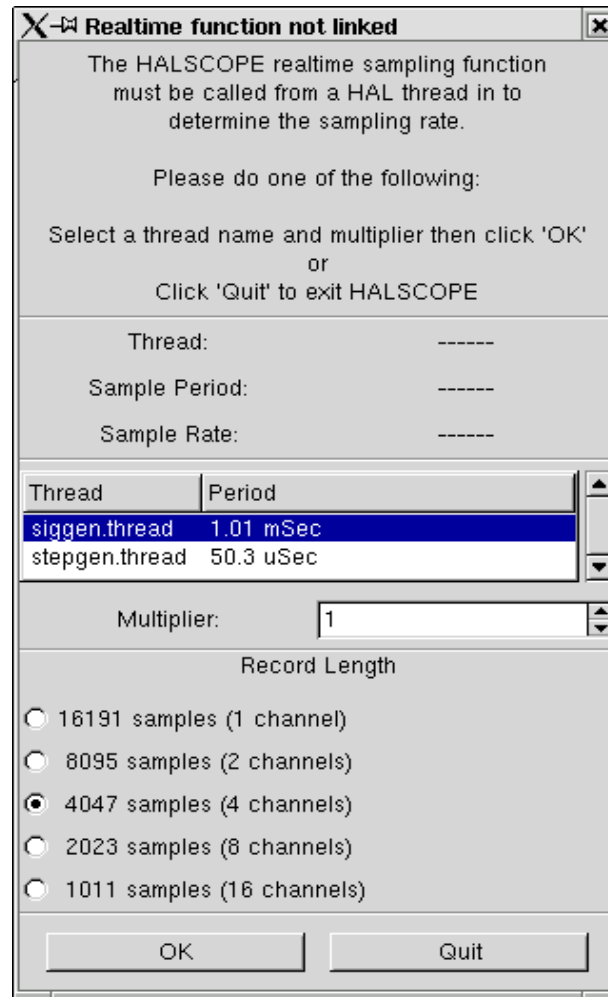 Realtime function not linked
The HALSCOPE realtime sampling function
must be called from a HAL thread in to
determine the sampling rate.
Please do one of the following:
Select a thread name and multiplier then click 'OK'
or
Click 'Quit' to exit HALSCOPE
Thread: ------
Sample Period: ------
Sample Rate: ------
Thread Period
siggen.thread 1.01 mSec
stepgen.thread 50.3 uSec
Multiplier: 1
Record Length
16191 samples (1 channel)
8095 samples (2 channels)
4047 samples (4 channels)
2023 samples (8 channels)
1011 samples (16 channels)
OK Quit